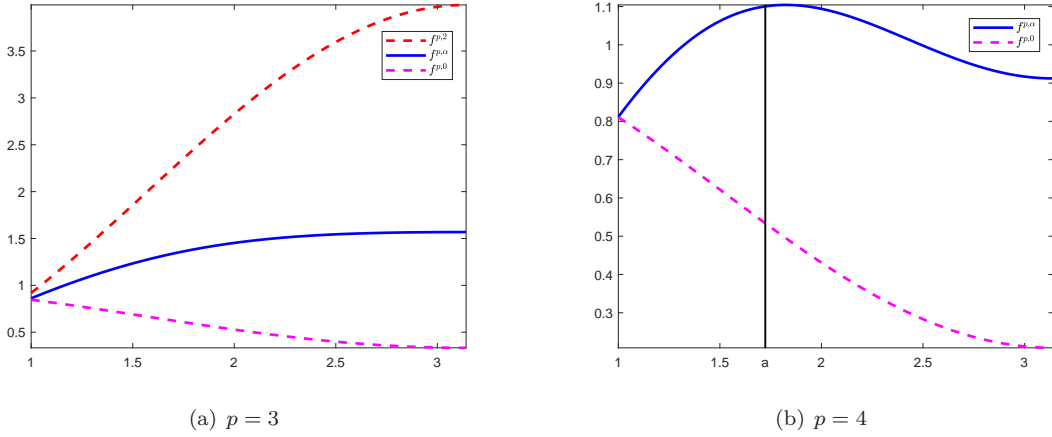 3.5
3
2.5
2
1.5
1
0.5
1 1.5 2 2.5 3
f^{p,2}
f^{p,α}
f^{p,0}
(a) p = 3
1.1
1
0.9
0.8
0.7
0.6
0.5
0.4
0.3
1 1.5 a 2 2.5 3
f^{p,α}
f^{p,0}
(b) p = 4